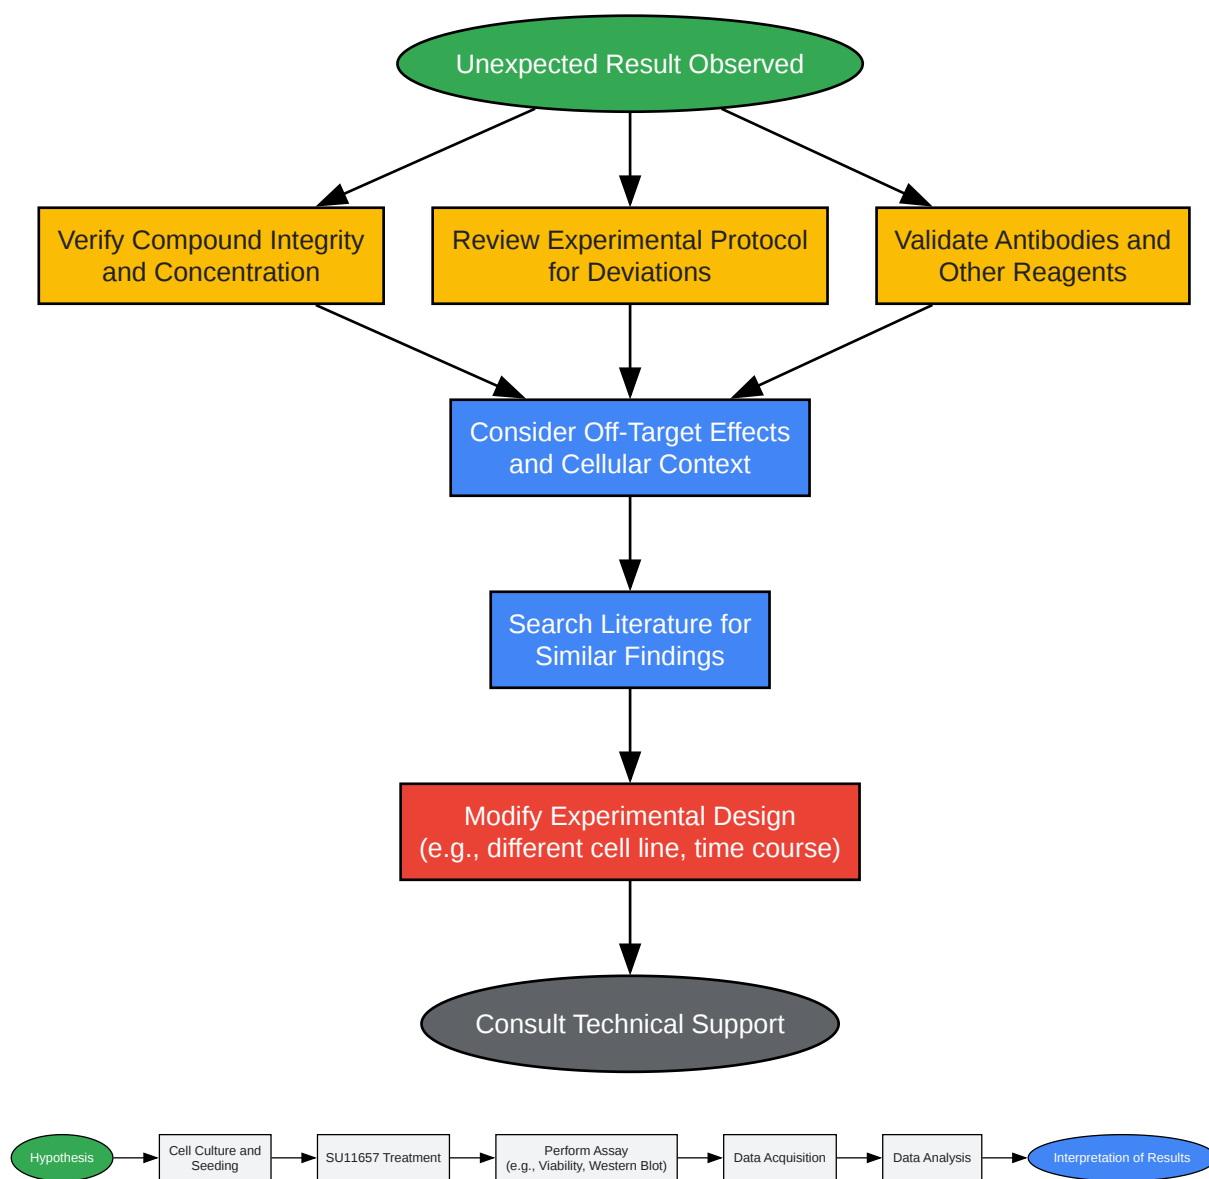 Unexpected Result Observed
Verify Compound Integrity
and Concentration
Review Experimental Protocol
for Deviations
Validate Antibodies and
Other Reagents
Consider Off-Target Effects
and Cellular Context
Search Literature for
Similar Findings
Modify Experimental Design
(e.g., different cell line, time course)
Consult Technical Support
Hypothesis
Cell Culture and
Seeding
SU11657 Treatment
Perform Assay
(e.g., Viability, Western Blot)
Data Acquisition
Data Analysis
Interpretation of Results